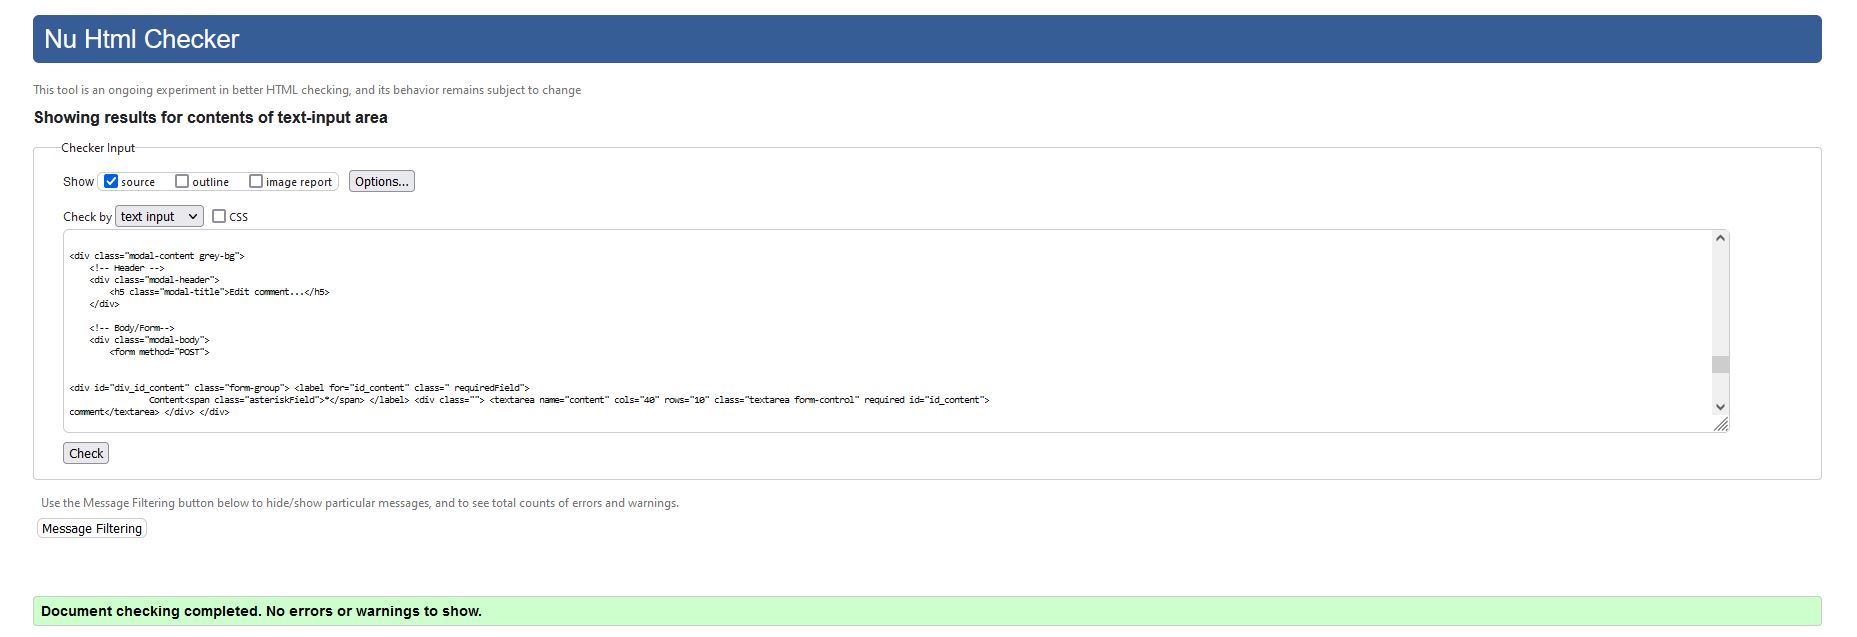 Nu Html Checker
This tool is an ongoing experiment in better HTML checking, and its behavior remains subject to change
Showing results for contents of text-input area
Checker Input
Show source outline image report Options...
Check by text input CSS
<div class="modal-content grey-bg">
<!-- Header -->
<div class="modal-header">
<h5 class="modal-title">Edit comment...</h5>
</div>
<!-- Body/Form-->
<div class="modal-body">
<form method="POST">
<div id="div_id_content" class="form-group"> <label for="id_content" class=" requiredField">
Content<span class="asteriskField">*</span> </label> <div class=""> <textarea name="content" cols="40" rows="10" class="textarea form-control" required id="id_content">
comment</textarea> </div> </div>
Check
Use the Message Filtering button below to hide/show particular messages, and to see total counts of errors and warnings.
Message Filtering
Document checking completed. No errors or warnings to show.